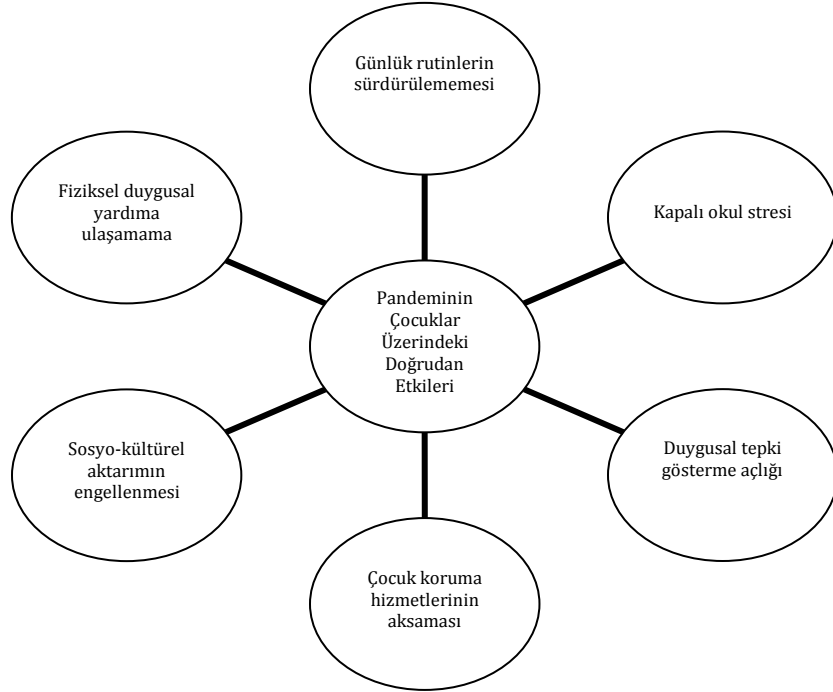 Günlük rutinlerin
sürdürülememesi
Fiziksel duygusal
yardıma
ulaşamama
Kapalı okul stresi
Pandeminin
Çocuklar
Üzerindeki
Doğrudan
Etkileri
Sosyo-kültürel
aktarımın
engellenmesi
Duygusal tepki
gösterme açlığı
Çocuk koruma
hizmetlerinin
aksaması